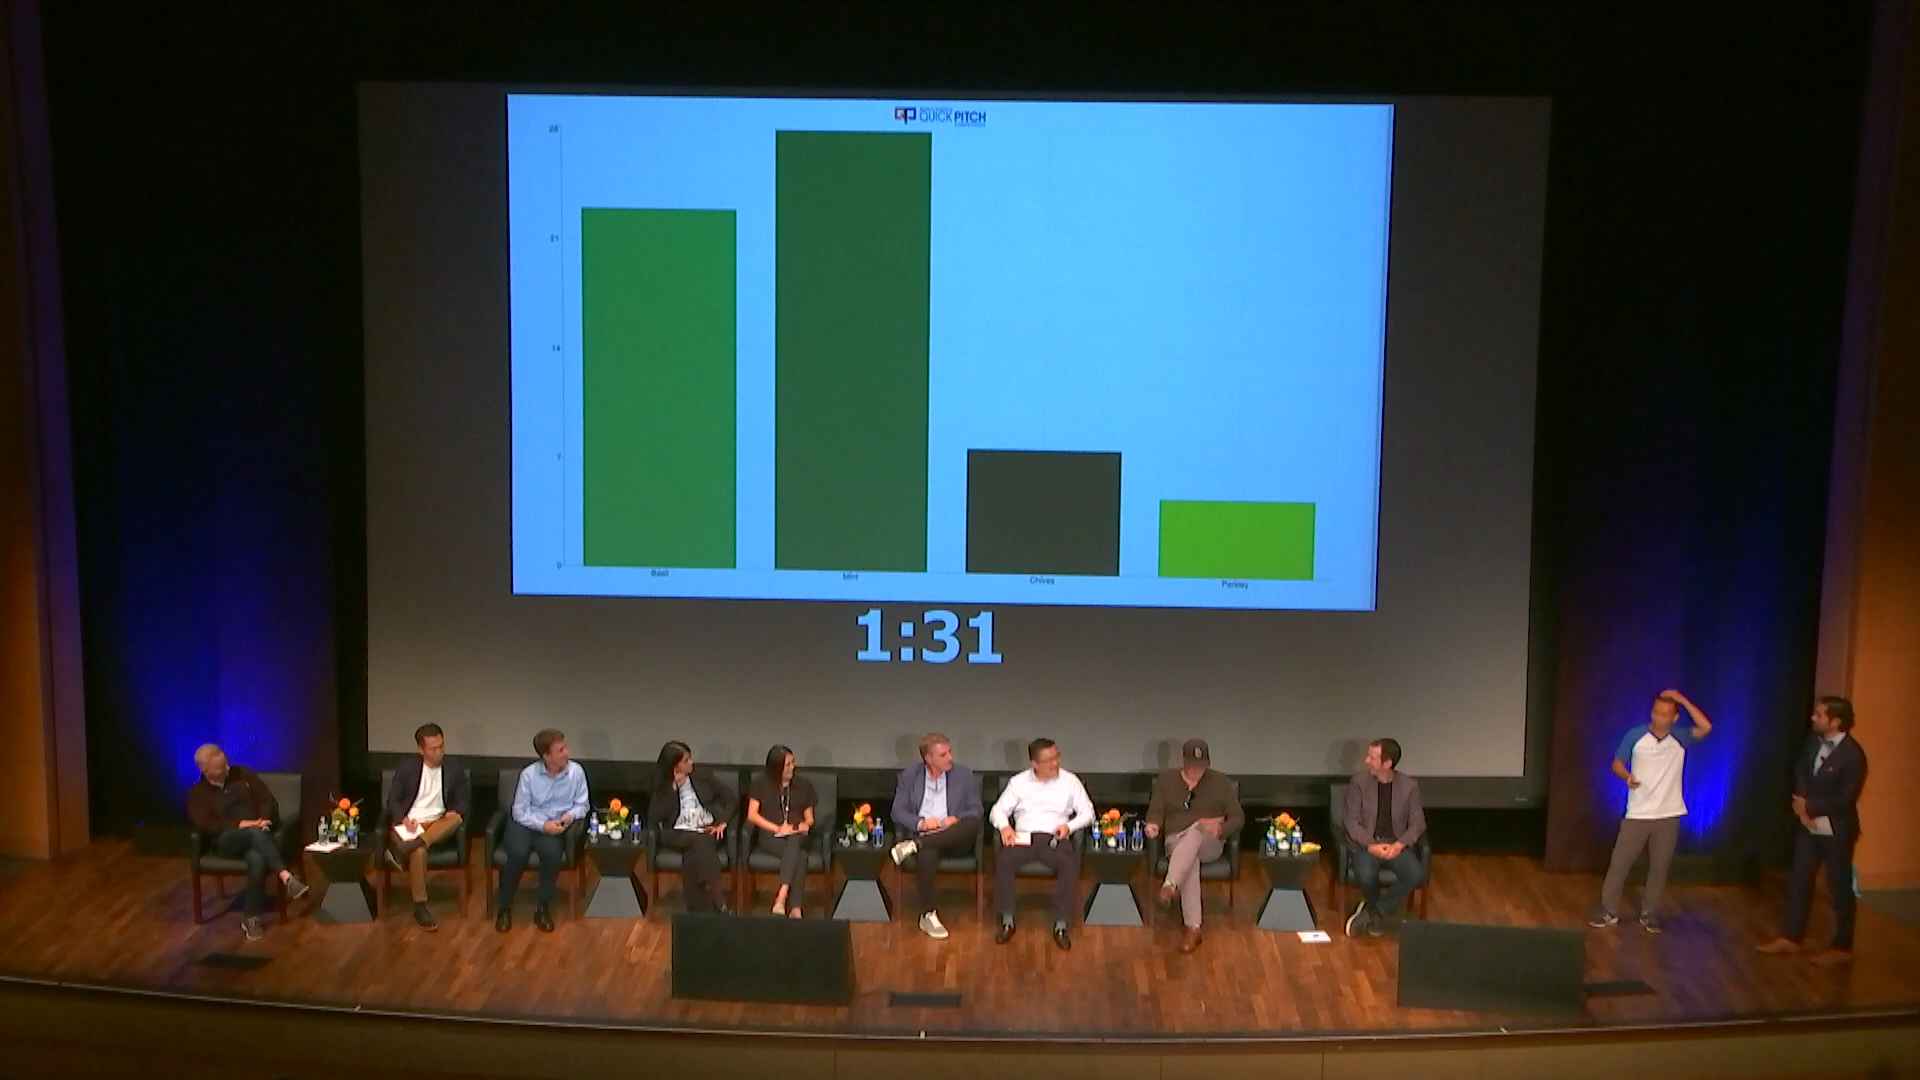 QUICK PITCH
28
21
14
7
0
Basil
Mint
Chives
Parsley
1:31